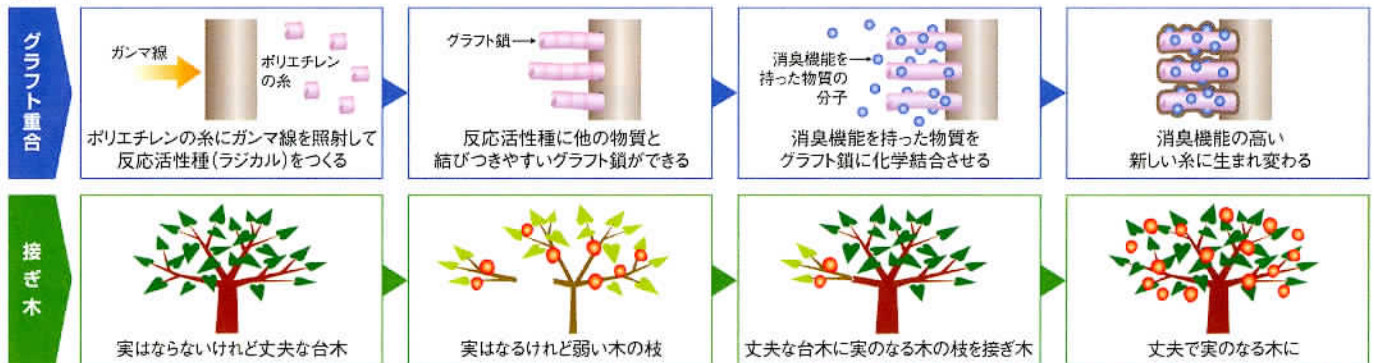 グラフト重合
ガンマ線
ポリエチレン
の糸
ポリエチレンの糸にガンマ線を照射して
反応活性種(ラジカル)をつくる
グラフト鎖
反応活性種に他の物質と
結びつきやすいグラフト鎖ができる
消臭機能を
持った物質の
分子
消臭機能を持った物質を
グラフト鎖に化学結合させる
消臭機能の高い
新しい糸に生まれ変わる
接ぎ木
実はならないけれど丈夫な台木
実はなるけれど弱い木の枝
丈夫な台木に実のなる木の枝を接ぎ木
丈夫で実のなる木に